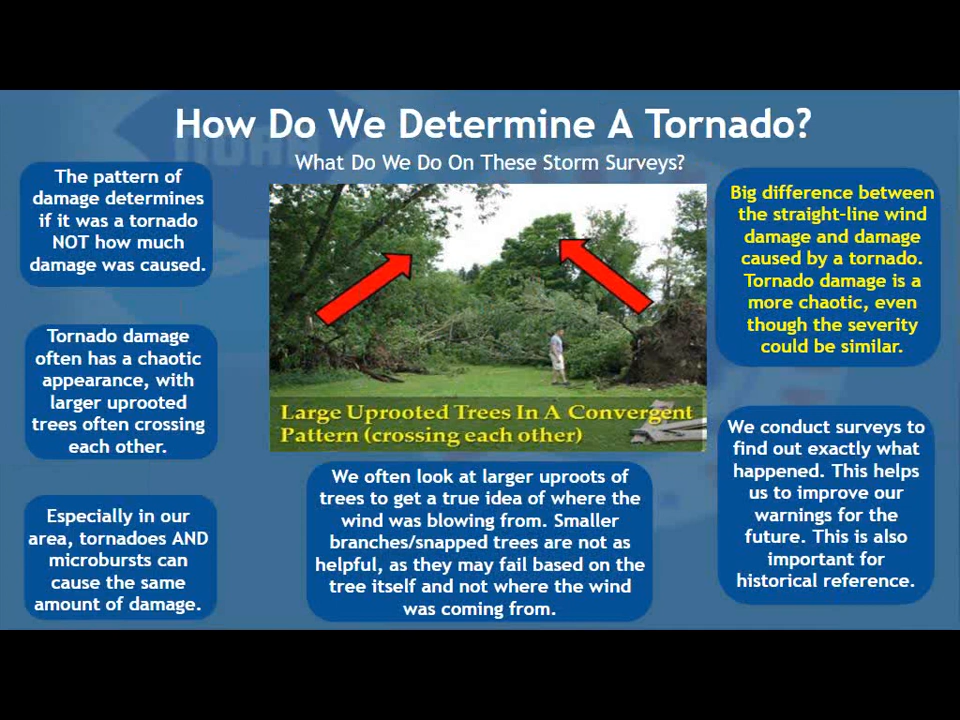 How Do We Determine A Tornado?
What Do We Do On These Storm Surveys?
The pattern of
damage determines
if it was a tornado
NOT how much
damage was caused.
Tornado damage
often has a chaotic
appearance, with
larger uprooted
trees often crossing
each other.
Especially in our
area, tornadoes AND
microbursts can
cause the same
amount of damage.
Large Uprooted Trees In A Convergent
Pattern (crossing each other)
We often look at larger uproots of
trees to get a true idea of where the
wind was blowing from. Smaller
branches/snapped trees are not as
helpful, as they may fail based on the
tree itself and not where the wind
was coming from.
Big difference between
the straight-line wind
damage and damage
caused by a tornado.
Tornado damage is a
more chaotic, even
though the severity
could be similar.
We conduct surveys to
find out exactly what
happened. This helps
us to improve our
warnings for the
future. This is also
important for
historical reference.
NOAA